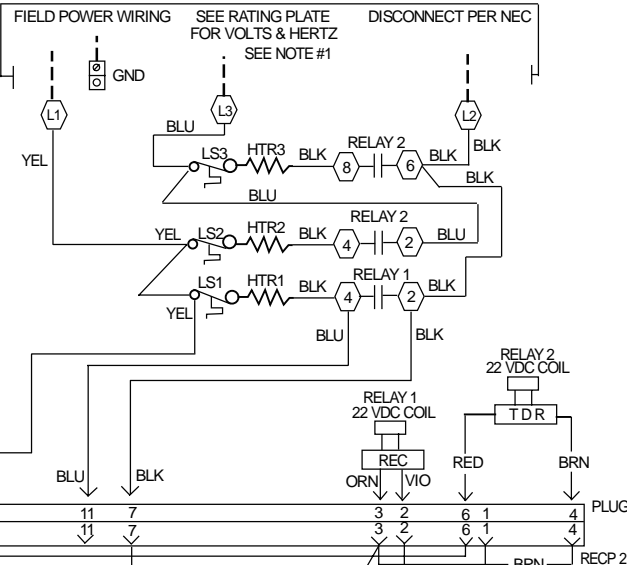 FIELD POWER WIRING
SEE RATING PLATE
FOR VOLTS & HERTZ
SEE NOTE #1
DISCONNECT PER NEC
GND
L1
L3
L2
BLU
YEL
LS3
HTR3
BLK
8
RELAY 2
6
BLK
BLK
BLK
BLU
YEL
LS2
HTR2
BLK
4
RELAY 2
2
BLU
LS1
HTR1
BLK
4
RELAY 1
2
BLK
YEL
BLU
BLK
RELAY 2
22 VDC COIL
TDR
RELAY 1
22 VDC COIL
REC
BLU
BLK
ORN
VIO
RED
BRN
11 7 3 2 6 1 4
PLUG
11 7 3 2 6 1 4
BRN
RECP 2